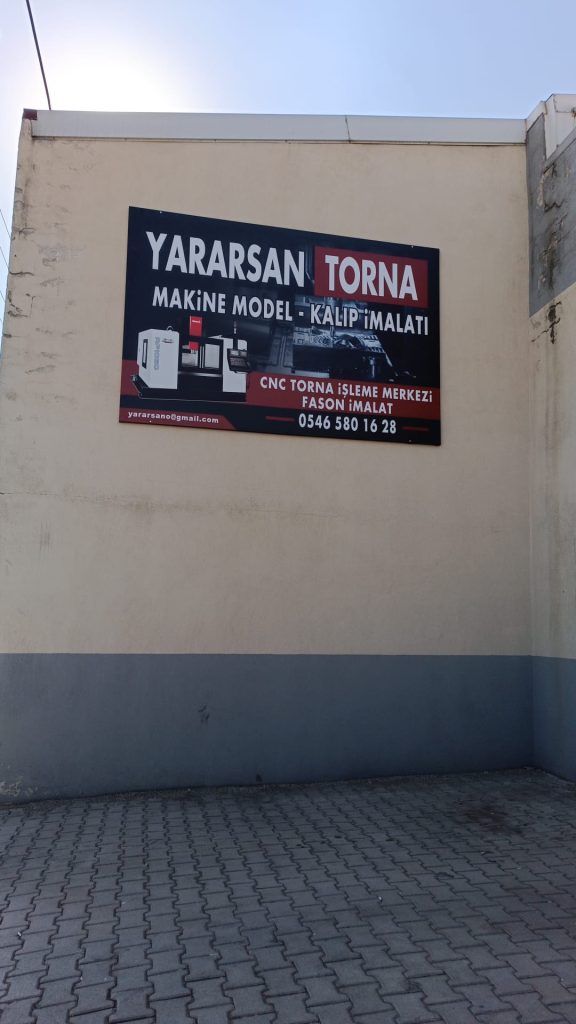 YARARSAN TORNA
MAKİNE MODEL - KALIP İMALATI
CNC TORNA İŞLEME MERKEZİ
FASON İMALAT
yararsano@gmail.com
0546 580 16 28